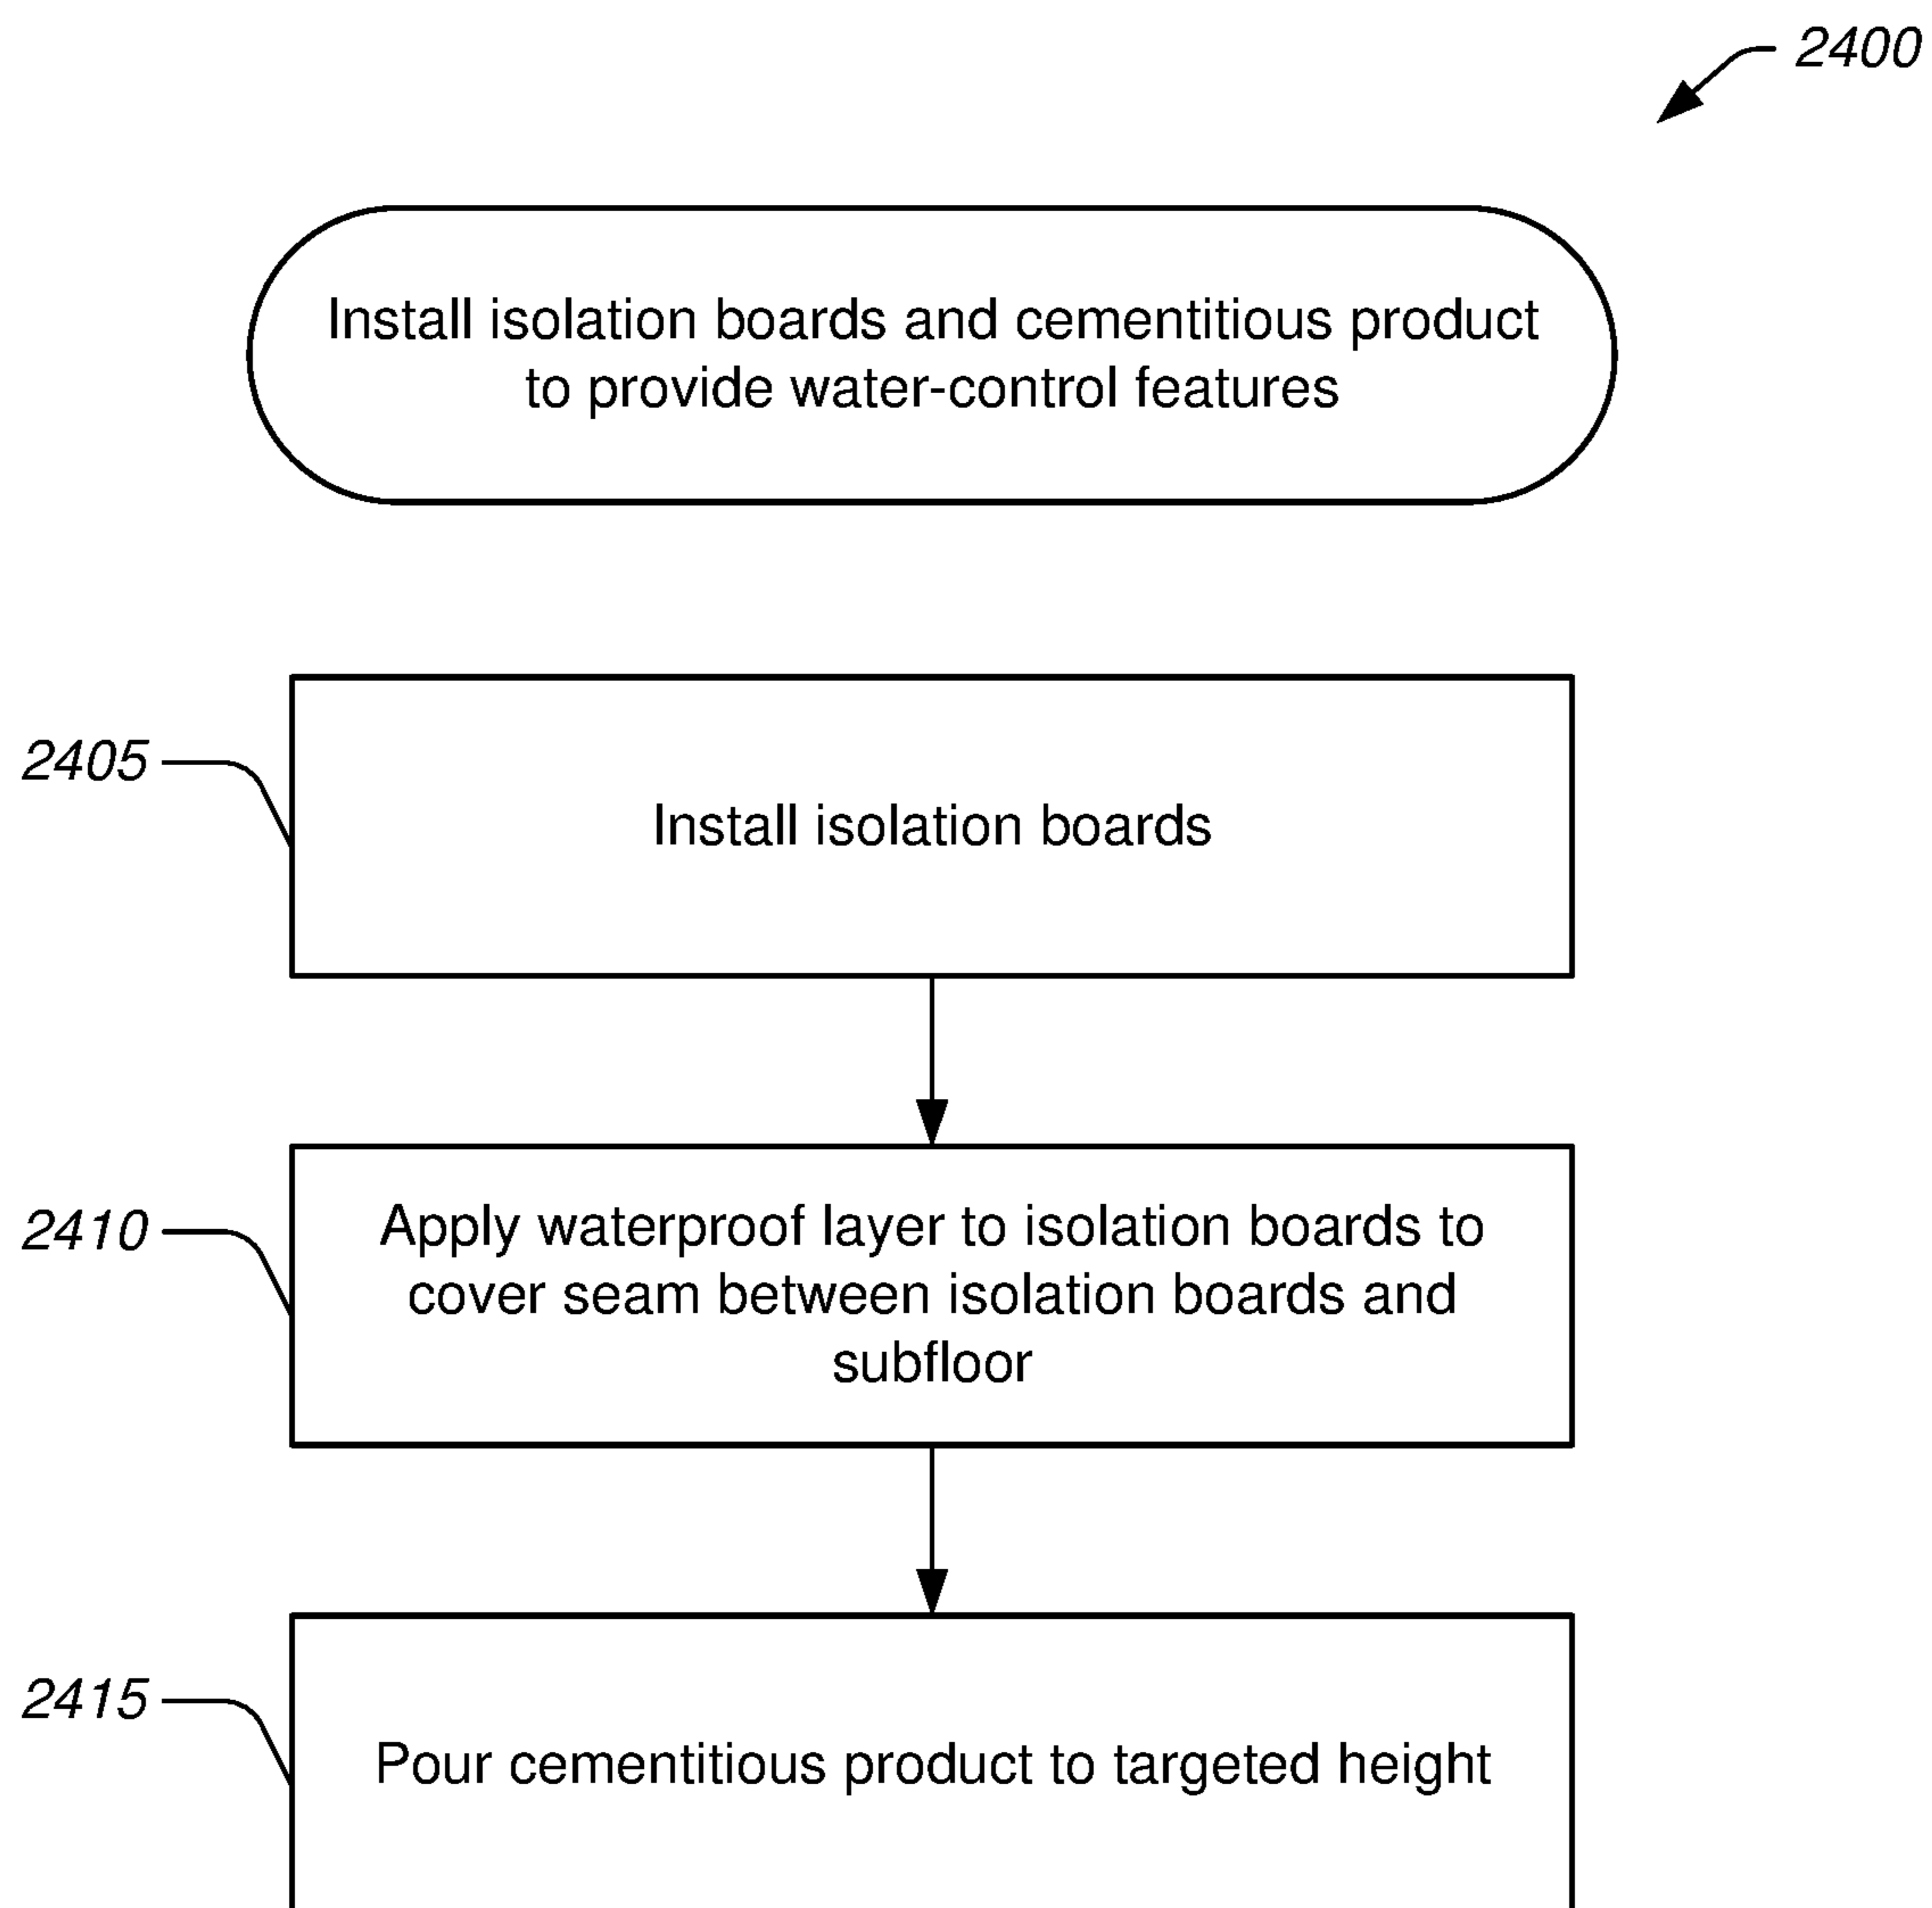 2400
Install isolation boards and cementitious product
to provide water-control features
2405
Install isolation boards
2410
Apply waterproof layer to isolation boards to
cover seam between isolation boards and
subfloor
2415
Pour cementitious product to targeted height